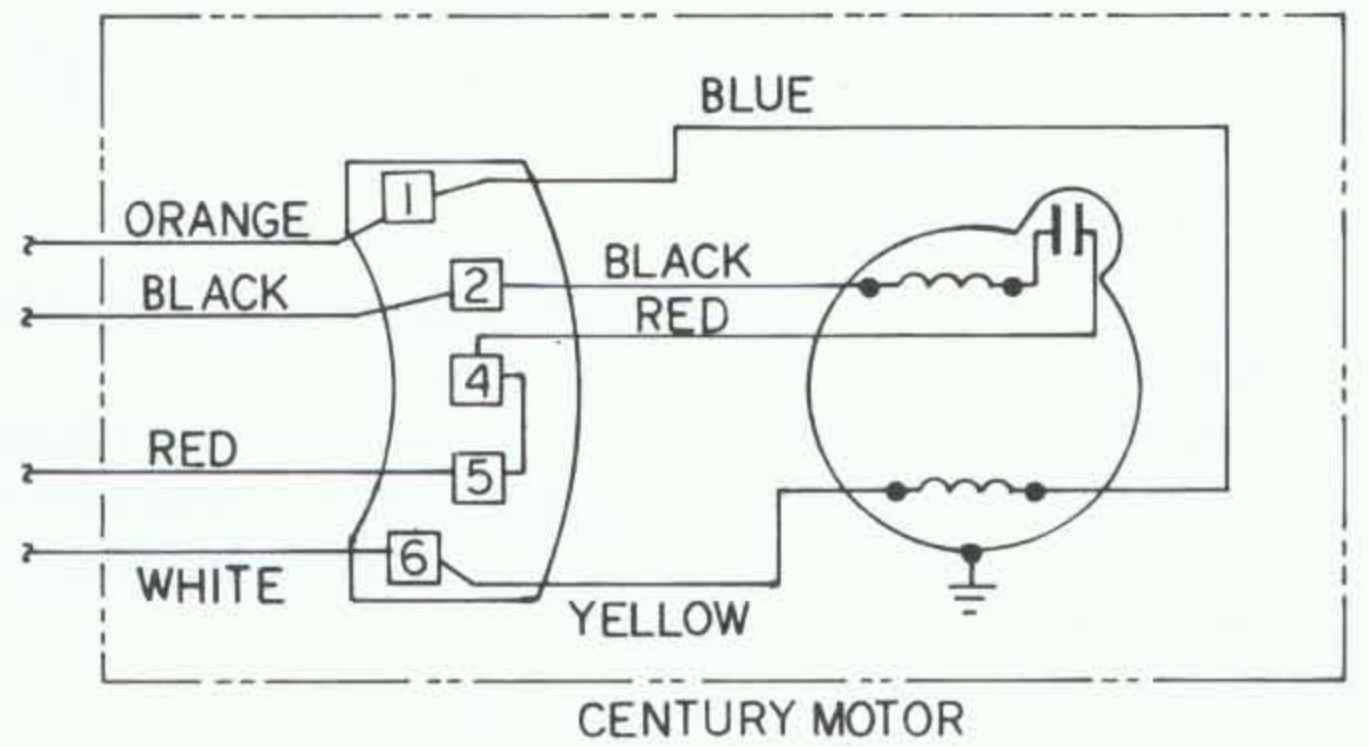 BLUE
1
ORANGE
BLACK
2
BLACK
RED
4
RED
5
WHITE
6
YELLOW
CENTURY MOTOR